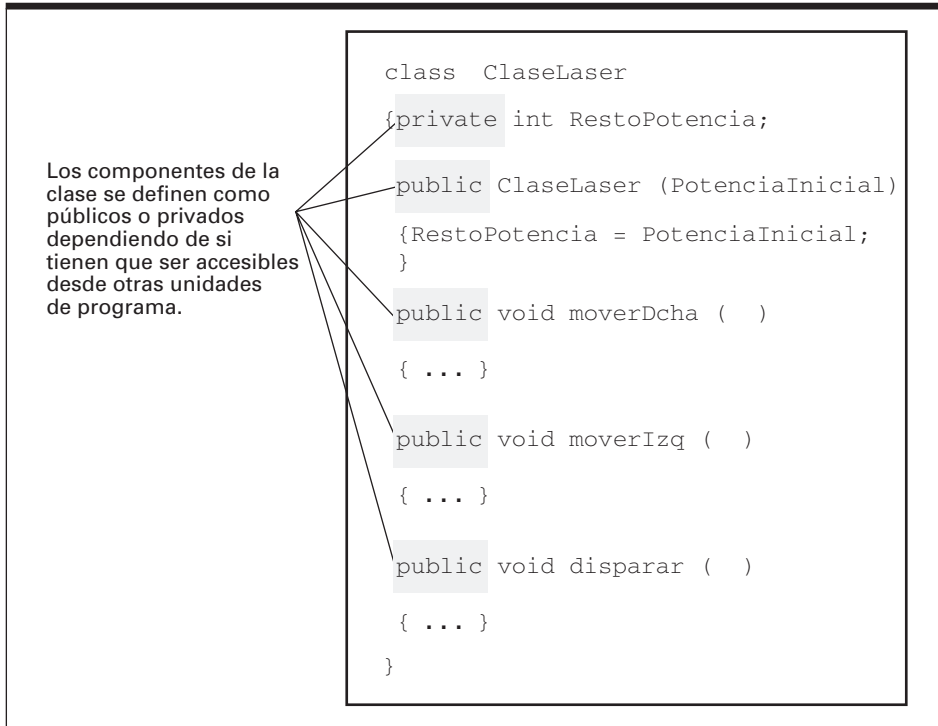 class ClaseLaser
{private int RestoPotencia;
Los componentes de la
clase se definen como
públicos o privados
dependiendo de si
tienen que ser accesibles
desde otras unidades
de programa.
public ClaseLaser (PotenciaInicial)
{RestoPotencia = PotenciaInicial;
}
public void moverDcha ( )
{ ... }
public void moverIzq ( )
{ ... }
public void disparar ( )
{ ... }
}